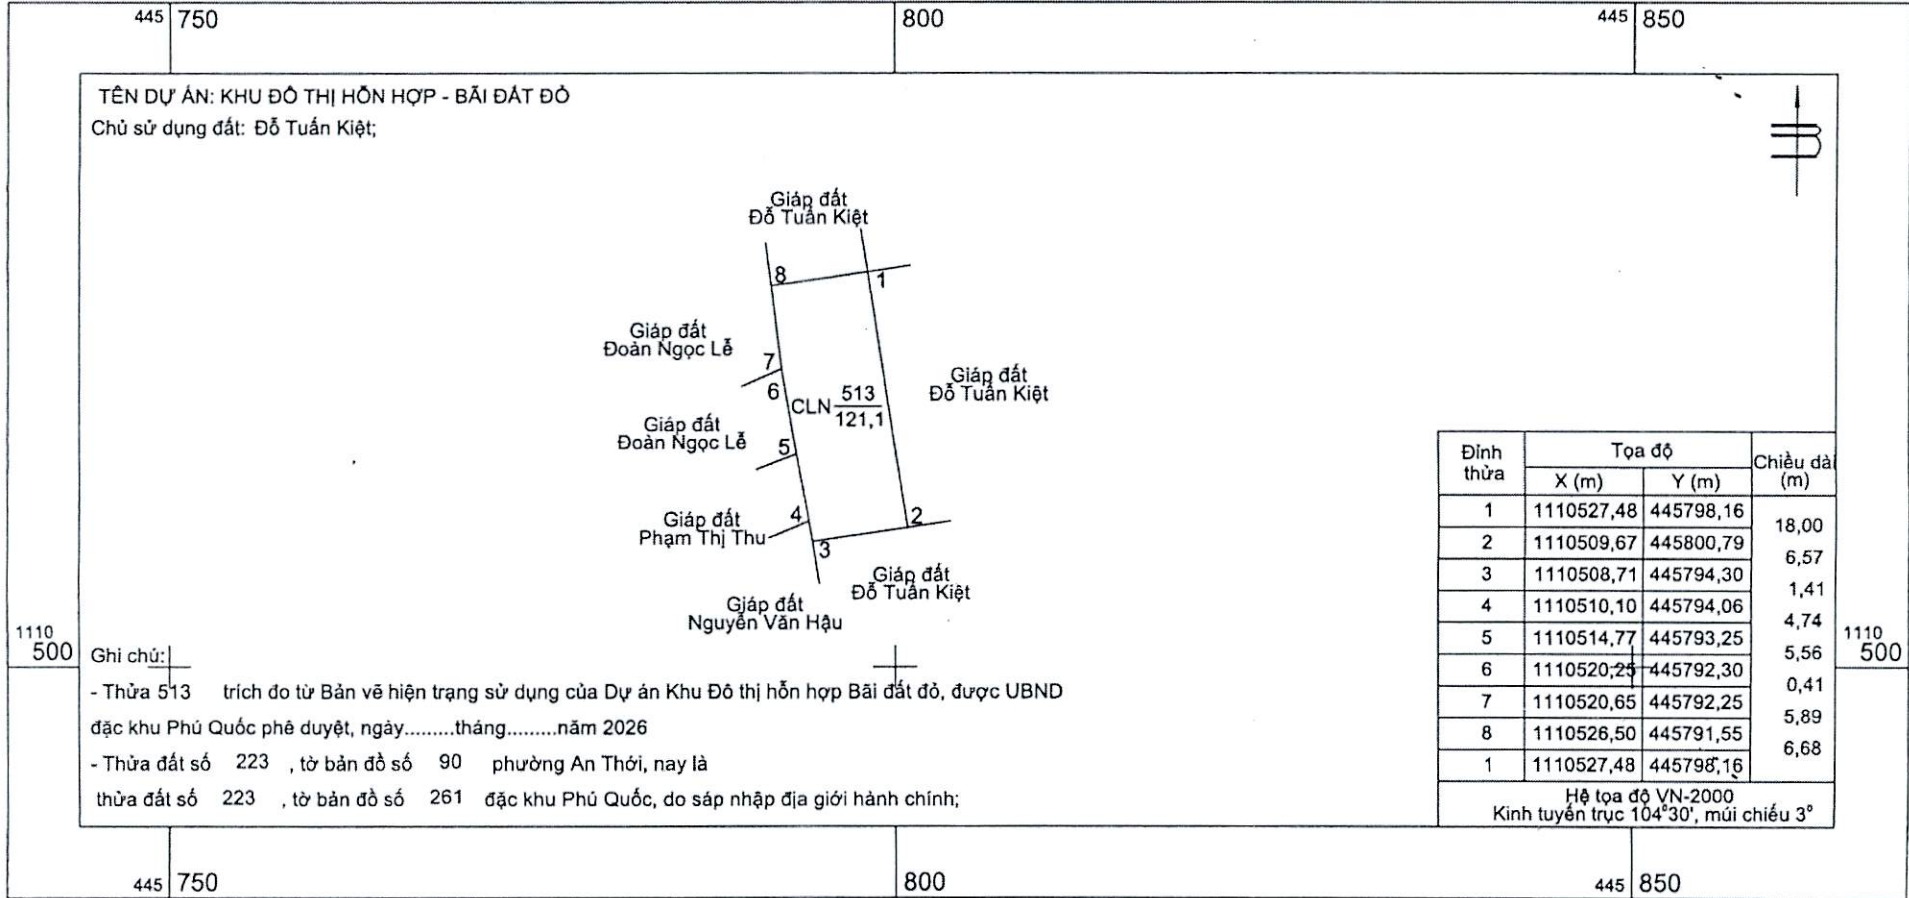 445 750
800
445 850
TÊN DỰ ÁN: KHU ĐÔ THỊ HỖN HỢP - BÃI ĐẤT ĐỎ
Chủ sử dụng đất: Đỗ Tuấn Kiệt;
Giáp đất
Đỗ Tuấn Kiệt
8
1
Giáp đất
Đoàn Ngọc Lễ
7
6
CLN 513
121,1
Giáp đất
Đỗ Tuấn Kiệt
Giáp đất
Đoàn Ngọc Lễ
5
Giáp đất
Phạm Thị Thu
4
2
3
Giáp đất
Đỗ Tuấn Kiệt
Giáp đất
Nguyễn Văn Hậu
Đỉnh thửa Tọa độ Chiều dài (m)
X (m) Y (m)
1 1110527,48 445798,16
18,00
2 1110509,67 445800,79
6,57
3 1110508,71 445794,30
1,41
4 1110510,10 445794,06
4,74
5 1110514,77 445793,25
5,56
6 1110520,25 445792,30
0,41
7 1110520,65 445792,25
5,89
8 1110526,50 445791,55
6,68
1 1110527,48 445798,16
Hệ tọa độ VN-2000
Kinh tuyến trục 104°30', múi chiếu 3°
1110
500
1110
500
Ghi chú:
- Thửa 513 trích đo từ Bản vẽ hiện trạng sử dụng của Dự án Khu Đô thị hỗn hợp Bãi đất đỏ, được UBND
đặc khu Phú Quốc phê duyệt, ngày.........tháng.........năm 2026
- Thửa đất số 223 , tờ bản đồ số 90 phường An Thới, nay là
thửa đất số 223 , tờ bản đồ số 261 đặc khu Phú Quốc, do sáp nhập địa giới hành chính;
445 750
800
445 850